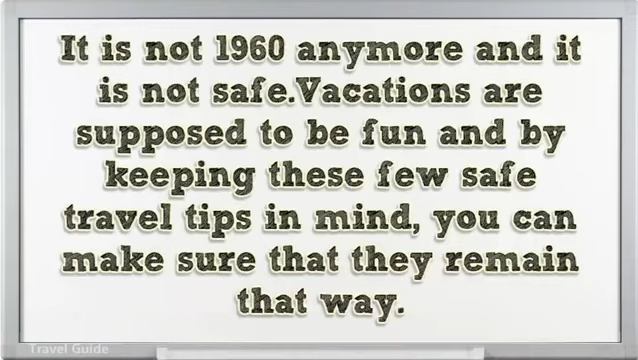 It is not 1960 anymore and it
is not safe.Vacations are
supposed to be fun and by
keeping these few safe
travel tips in mind, you can
make sure that they remain
that way.
Travel Guide